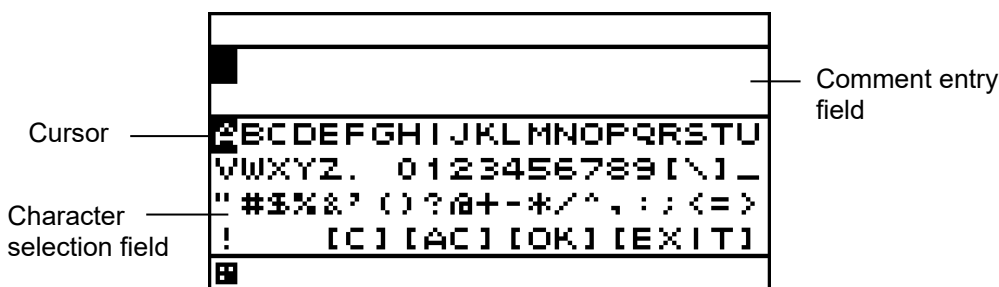 Comment entry
field
Cursor
ABCDEFGHIJKLMNOPQRSTU
VWXYZ. 0123456789[\]_
"#$%&'()?@+-*/^,:;<=>
Character
selection field
! [C] [AC] [OK] [EXIT]